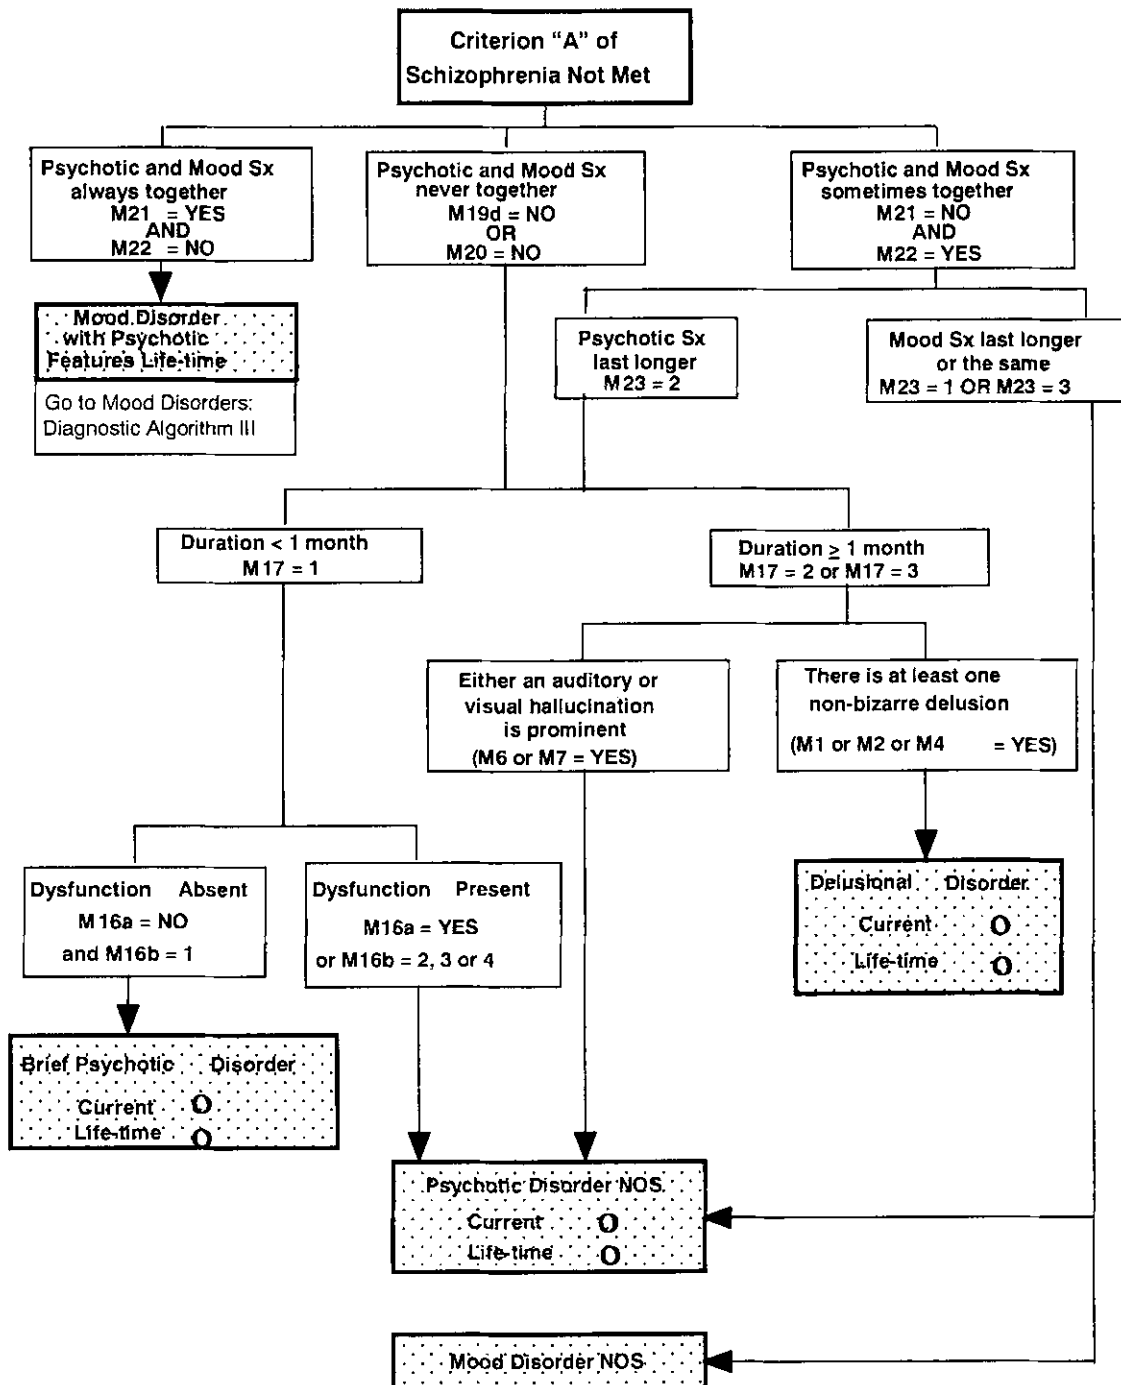 Criterion “A” of
Schizophrenia Not Met
Psychotic and Mood Sx
always together
M21 = YES
AND
M22 = NO
Psychotic and Mood Sx
never together
M19d = NO
OR
M20 = NO
Psychotic and Mood Sx
sometimes together
M21 = NO
AND
M22 = YES
Mood Disorder
with Psychotic
Features Life-time
Go to Mood Disorders:
Diagnostic Algorithm III
Psychotic Sx
last longer
M23 = 2
Mood Sx last longer
or the same
M23 = 1 OR M23 = 3
Duration < 1 month
M17 = 1
Duration ≥ 1 month
M17 = 2 or M17 = 3
Either an auditory or
visual hallucination
is prominent
(M6 or M7 = YES)
There is at least one
non-bizarre delusion
(M1 or M2 or M4 = YES)
Dysfunction Absent
M16a = NO
and M16b = 1
Dysfunction Present
M16a = YES
or M16b = 2, 3 or 4
Delusional Disorder
Current O
Life-time O
Brief Psychotic Disorder
Current O
Life-time O
Psychotic Disorder NOS
Current O
Life-time O
Mood Disorder NOS